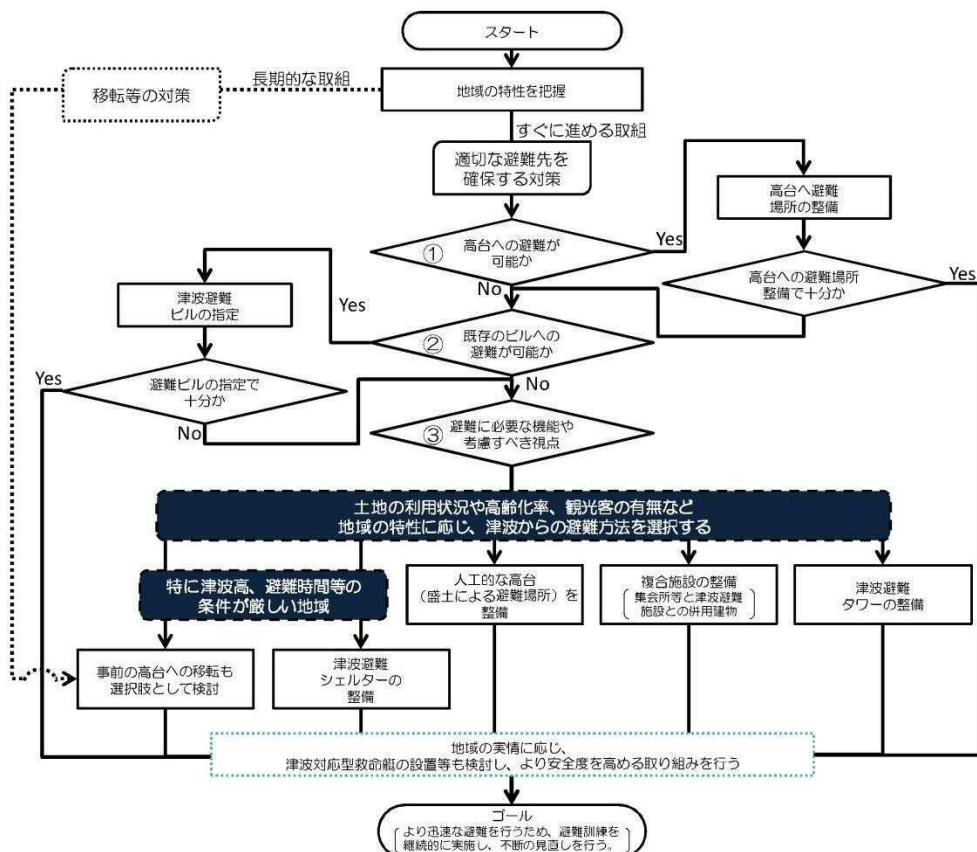 スタート
移転等の対策
長期的な取組
地域の特性を把握
すぐに進める取組
適切な避難先を
確保する対策
高台へ避難
場所の整備
①
高台への避難が
可能か
Yes
No
高台への避難場所
整備で十分か
Yes
津波避難
ビルの指定
Yes
②
既存のビルへの
避難が可能か
No
Yes
避難ビルの指定で
十分か
No
③
避難に必要な機能や
考慮すべき視点
土地の利用状況や高齢化率、観光客の有無など
地域の特性に応じ、津波からの避難方法を選択する
特に津波高、避難時間等の
条件が厳しい地域
人工的な高台
（盛土による避難場所）を
整備
複合施設の整備
集会所等と津波避難
施設との併用建物
津波避難
タワーの整備
事前の高台への移転も
選択肢として検討
津波避難
シェルターの
整備
地域の実情に応じ、
津波対応型救命艇の設置等も検討し、より安全度を高める取り組みを行う
ゴール
より迅速な避難を行うため、避難訓練を
継続的に実施し、不断の見直しを行う。